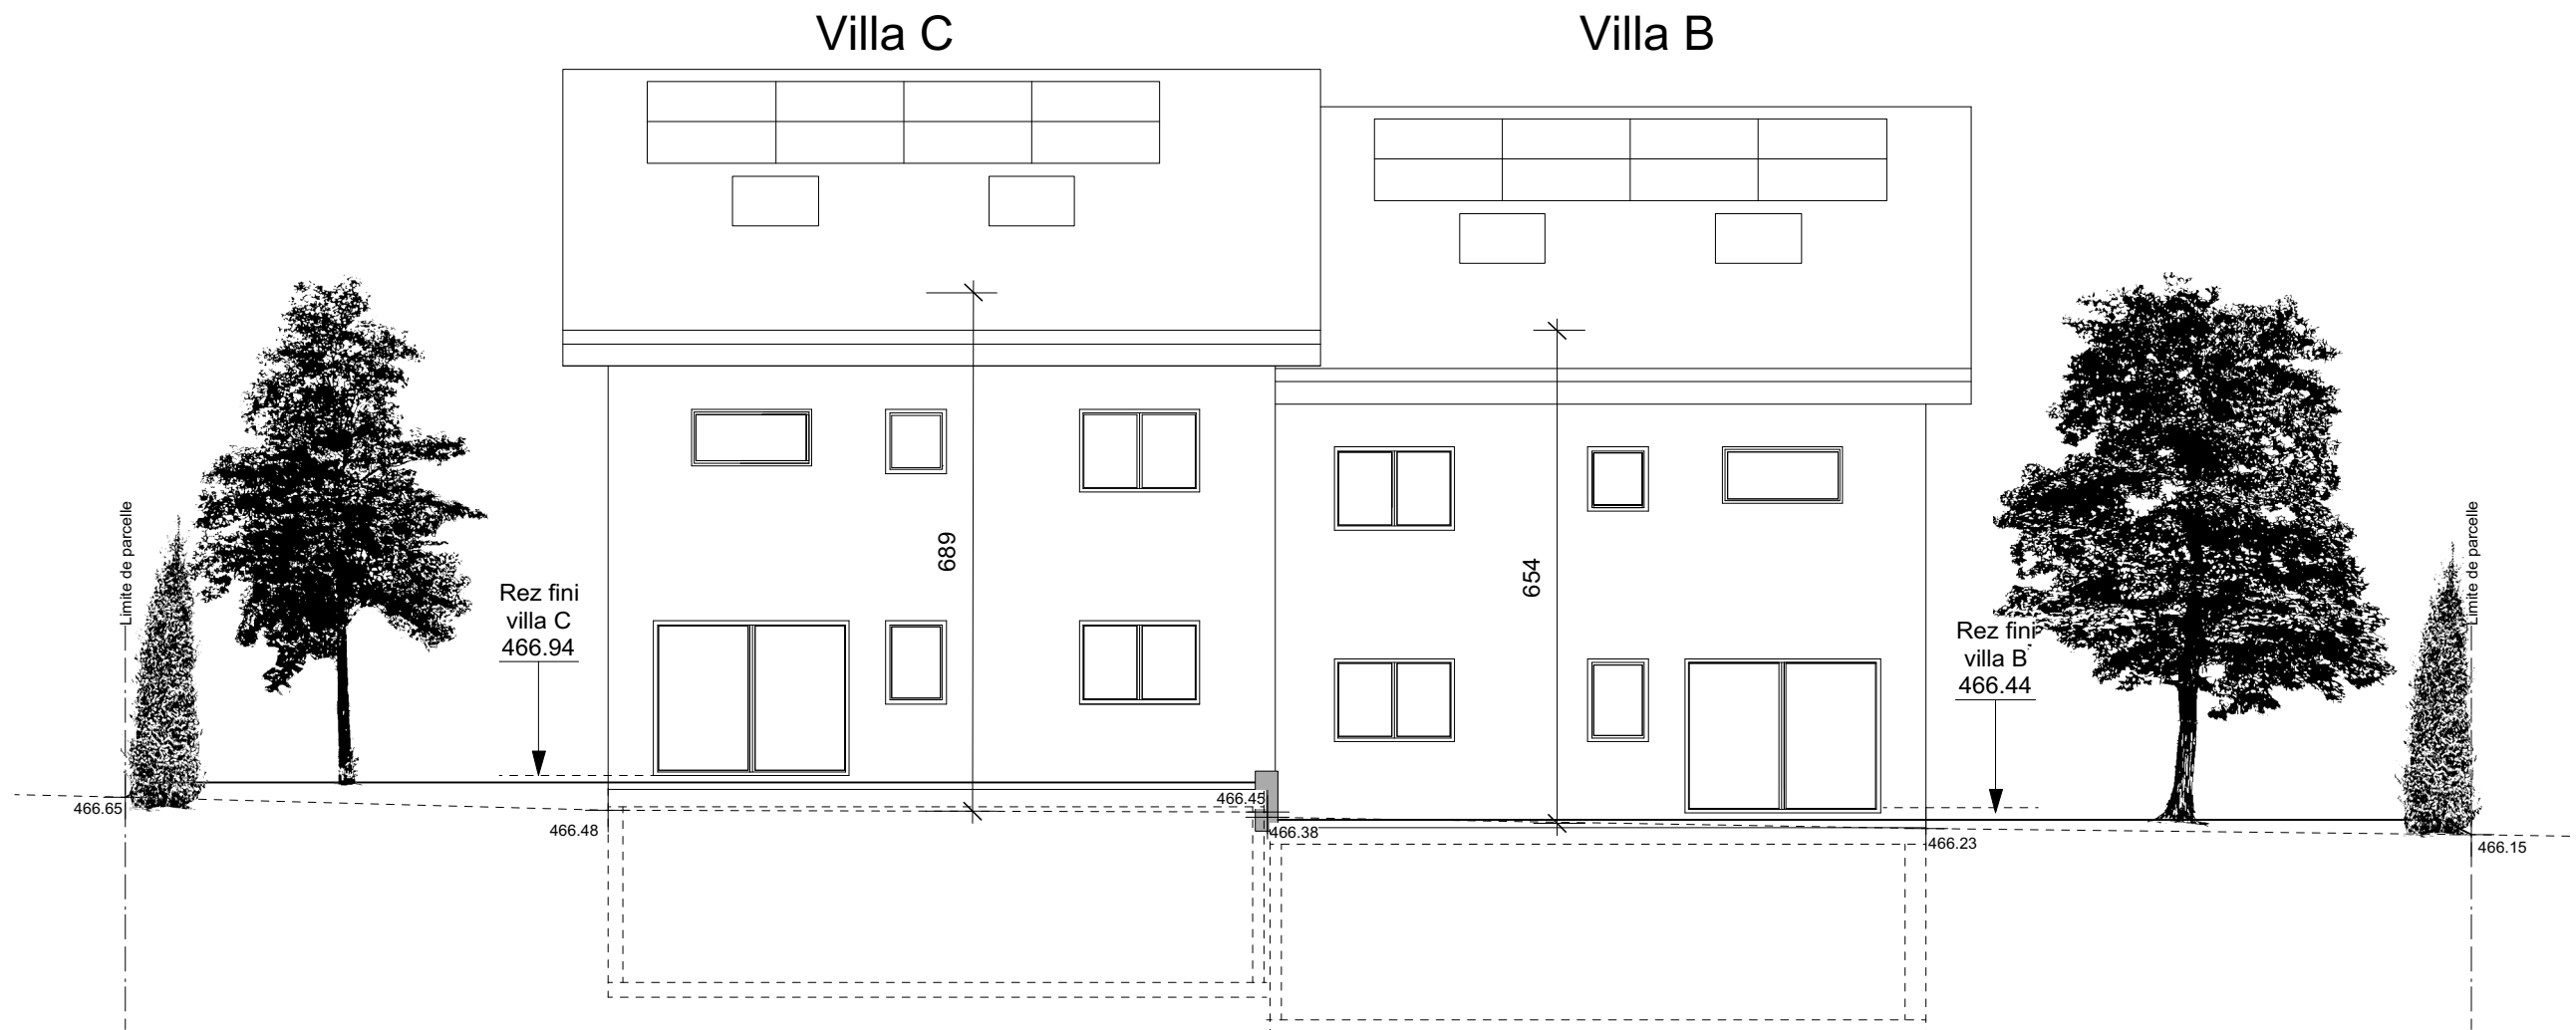 Villa C
Villa B
Limite de parcelle
Limite de parcelle
689
654
Rez fini
villa C
466.94
Rez fini
villa B
466.44
466.65
466.48
466.45
466.38
466.23
466.15